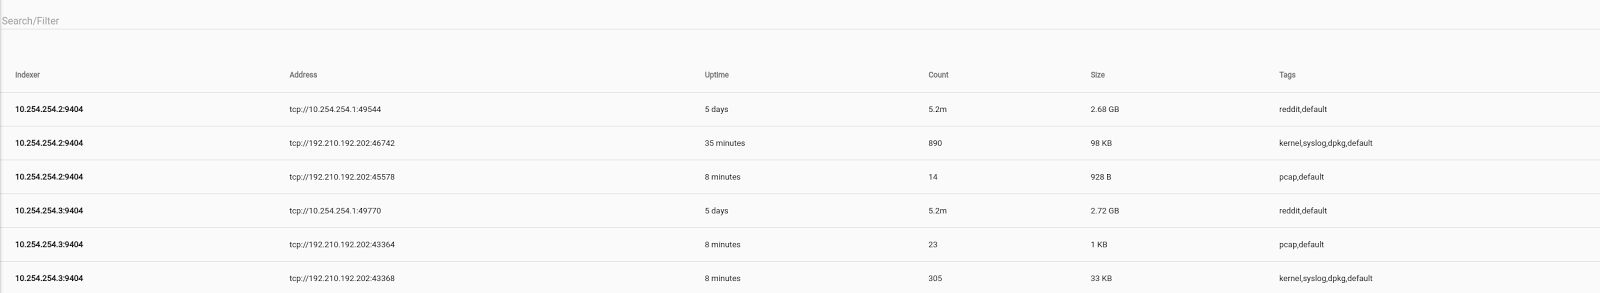 Search/Filter
Indexer Address Uptime Count Size Tags
10.254.254.2:9404 tcp://10.254.254.1:49544 5 days 5.2m 2.68 GB reddit,default
10.254.254.2:9404 tcp://192.210.192.202:46742 35 minutes 890 98 KB kernel,syslog,dpkg,default
10.254.254.2:9404 tcp://192.210.192.202:45578 8 minutes 14 928 B pcap,default
10.254.254.3:9404 tcp://10.254.254.1:49770 5 days 5.2m 2.72 GB reddit,default
10.254.254.3:9404 tcp://192.210.192.202:43364 8 minutes 23 1 KB pcap,default
10.254.254.3:9404 tcp://192.210.192.202:43368 8 minutes 305 33 KB kernel,syslog,dpkg,default